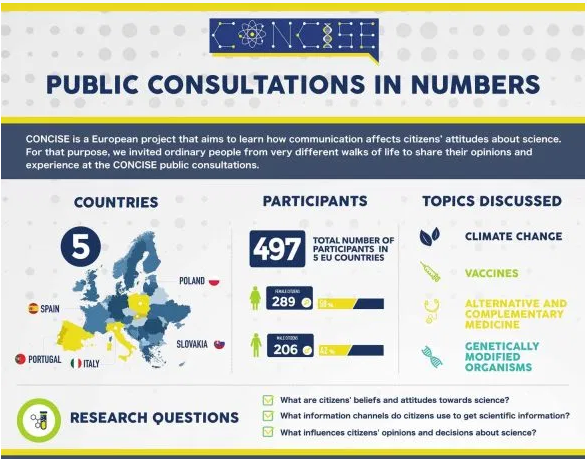 CONCISE
PUBLIC CONSULTATIONS IN NUMBERS
CONCISE is a European project that aims to learn how communication affects citizens' attitudes about science.
For that purpose, we invited ordinary people from very different walks of life to share their opinions and
experience at the CONCISE public consultations.
COUNTRIES
5
POLAND
SPAIN
SLOVAKIA
PORTUGAL
ITALY
PARTICIPANTS
497
TOTAL NUMBER OF
PARTICIPANTS IN
5 EU COUNTRIES
FEMALE CITIZENS
289
58%
MALE CITIZENS
206
42%
TOPICS DISCUSSED
CLIMATE CHANGE
VACCINES
ALTERNATIVE AND
COMPLEMENTARY
MEDICINE
GENETICALLY
MODIFIED
ORGANISMS
RESEARCH QUESTIONS
What are citizens' beliefs and attitudes towards science?
What information channels do citizens use to get scientific information?
What influences citizens' opinions and decisions about science?